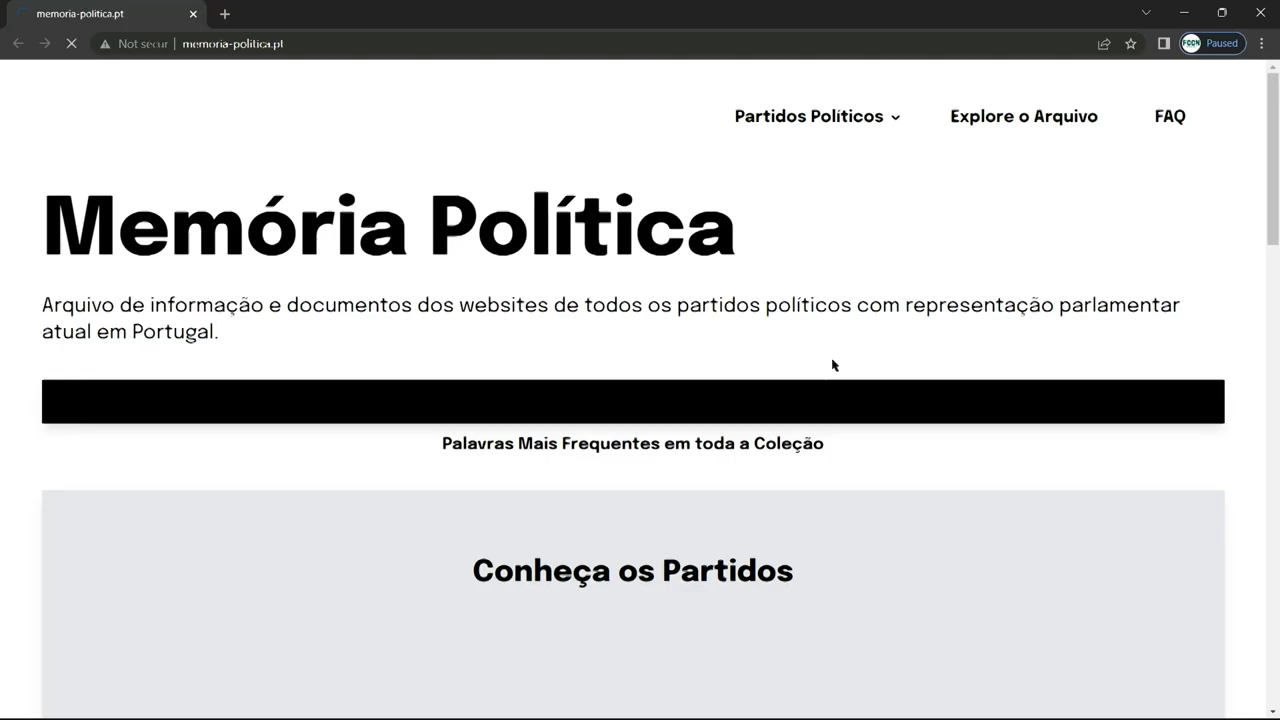 memoria-politica.pt
Not secur
memoria-politica.pt
FCCN
Paused
Partidos Políticos
Explore o Arquivo
FAQ
Memória Política
Arquivo de informação e documentos dos websites de todos os partidos políticos com representação parlamentar
atual em Portugal.
Palavras Mais Frequentes em toda a Coleção
Conheça os Partidos